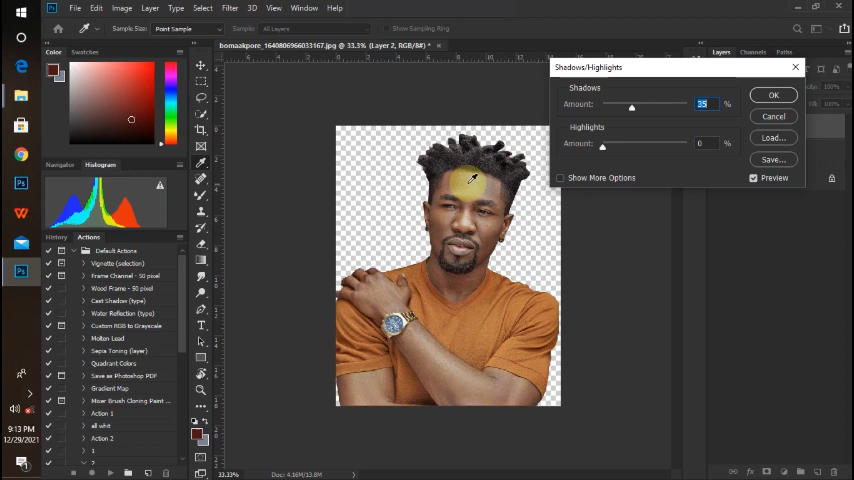 File Edit Image Layer Type Select Filter 3D View Window Help
Sample Size: Point Sample Sample: All Layers Show Sampling Ring
Color Swatches
bomaakpore_1640806966033167.jpg @ 33.3% (Layer 2, RGB/8#) *
Layers Channels Paths
Shadows/Highlights
Shadows
Amount: 35 %
Highlights
Amount: 0 %
Show More Options
OK
Cancel
Load...
Save...
Preview
Navigator Histogram
History Actions
Default Actions
Vignette (selection)
Frame Channel - 50 pixel
Wood Frame - 50 pixel
Cast Shadow (type)
Water Reflection (type)
Custom RGB to Grayscale
Molten Lead
Sepia Toning (layer)
Quadrant Colors
Save as Photoshop PDF
Gradient Map
Mixer Brush Cloning Paint ...
Action 1
all whit
Action 2
1
2
9:13 PM
12/29/2021
33.33% Doc: 4.16M/13.8M